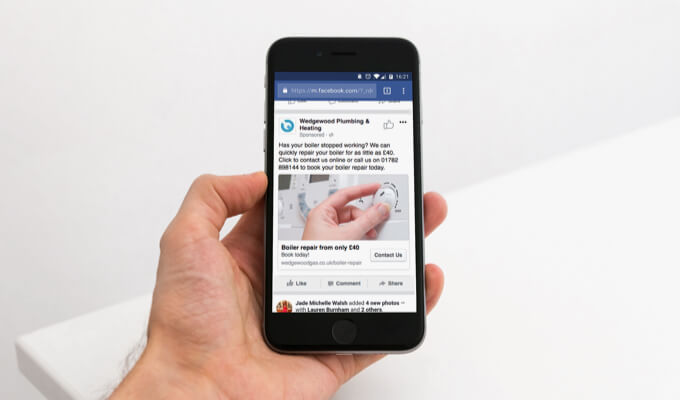 16:21
https://m.facebook.com/?_rdr
Wedgewood Plumbing &
Heating
Sponsored ·
Has your boiler stopped working? We can
quickly repair your boiler for as little as £40.
Click to contact us online or call us on 01782
898144 to book your boiler repair today.
Boiler repair from only £40
Book today!
wedgewoodgas.co.uk/boiler-repair
Contact Us
Like Comment Share
Jade Michelle Walsh added 4 new photos
with Lauren Burnham and 2 others.